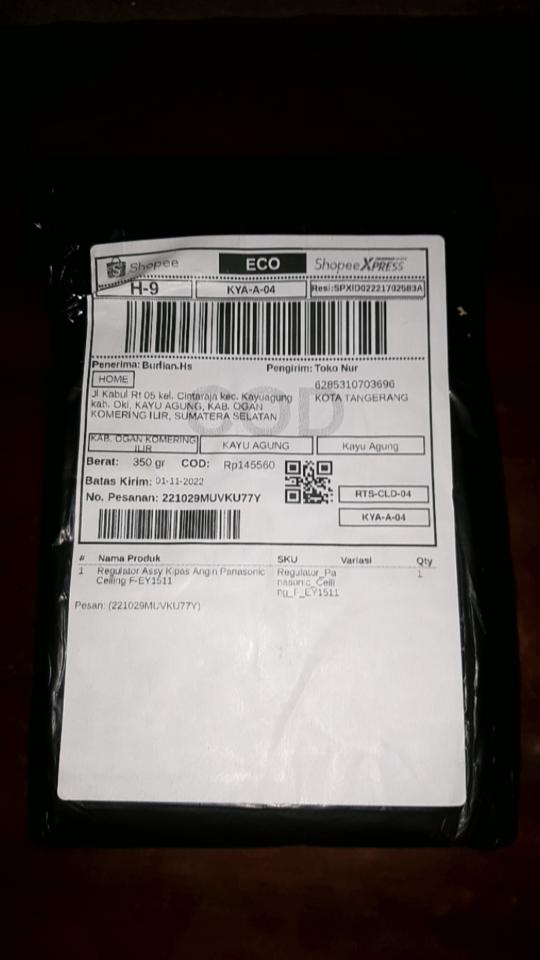 Shopee
ECO
Shopee XPRESS
H-9
KYA-A-04
Resi:SPXID02221702683A
Penerima: Burlian.Hs
Pengirim: Toko Nur
HOME
6285310703696
Jl Kabul Rt 05 kel. Cintaraja kec. Kayuagung
KOTA TANGERANG
kab. Oki, KAYU AGUNG, KAB. OGAN
KOMERING ILIR, SUMATERA SELATAN
COD
KAB. OGAN KOMERING
ILIR
KAYU AGUNG
Kayu Agung
Berat: 350 gr COD: Rp145560
Batas Kirim: 01-11-2022
RTS-CLD-04
No. Pesanan: 221029MUVKU77Y
KYA-A-04
# Nama Produk SKU Variasi Qty
1 Regulator Assy Kipas Angin Panasonic Regulator_Pa 1
Ceiling F-EY1511 nasonic_Ceili
ng_F_EY1511
Pesan: (221029MUVKU77Y)